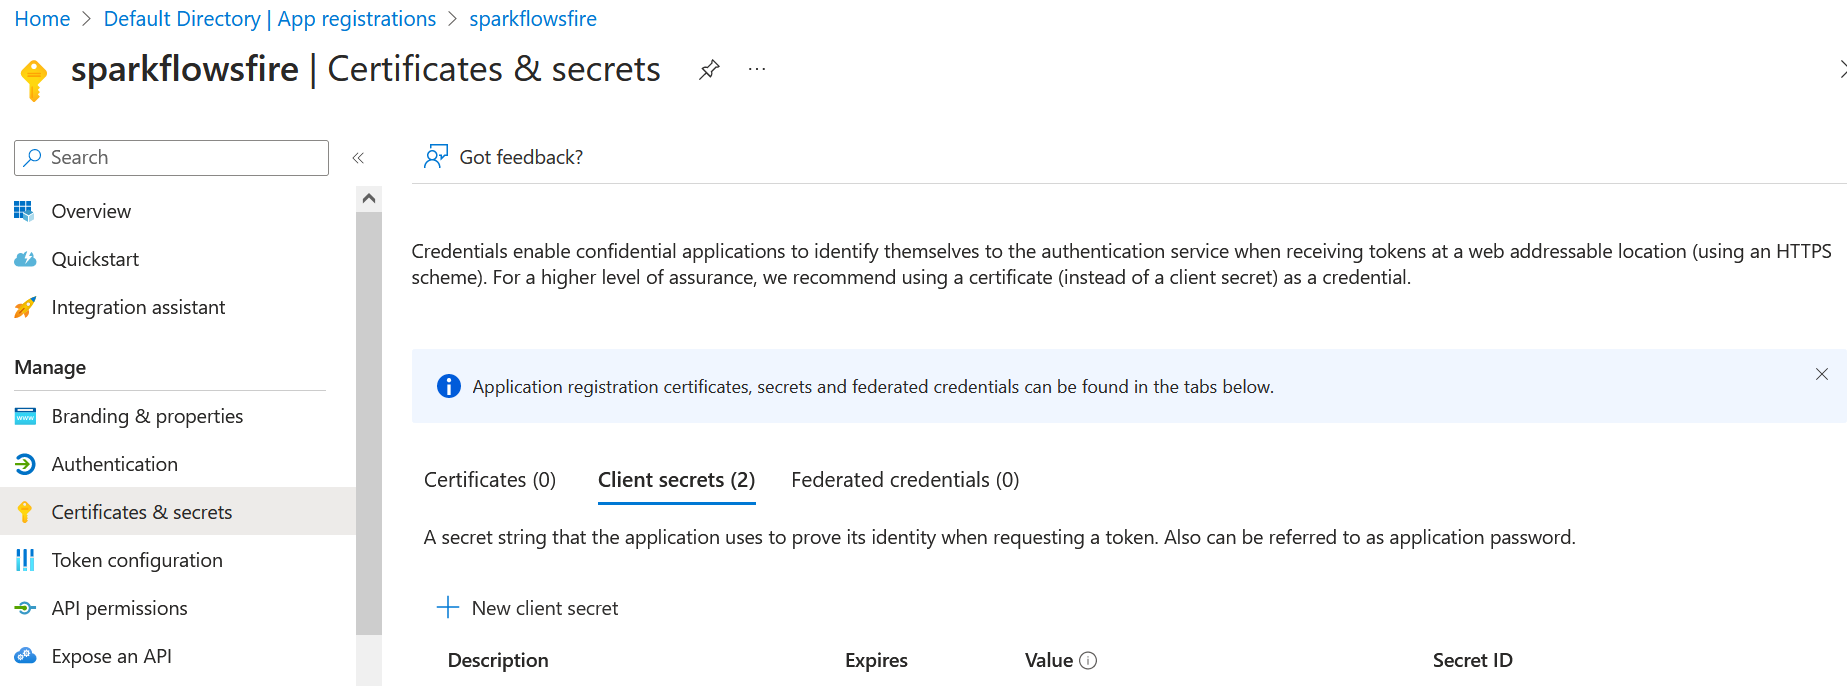 Home > Default Directory | App registrations > sparkflowsfire
sparkflowsfire | Certificates & secrets
Search
Got feedback?
Overview
Quickstart
Integration assistant
Manage
Branding & properties
Authentication
Certificates & secrets
Token configuration
API permissions
Expose an API
Credentials enable confidential applications to identify themselves to the authentication service when receiving tokens at a web addressable location (using an HTTPS
scheme). For a higher level of assurance, we recommend using a certificate (instead of a client secret) as a credential.
Application registration certificates, secrets and federated credentials can be found in the tabs below.
Certificates (0) Client secrets (2) Federated credentials (0)
A secret string that the application uses to prove its identity when requesting a token. Also can be referred to as application password.
New client secret
Description Expires Value Secret ID